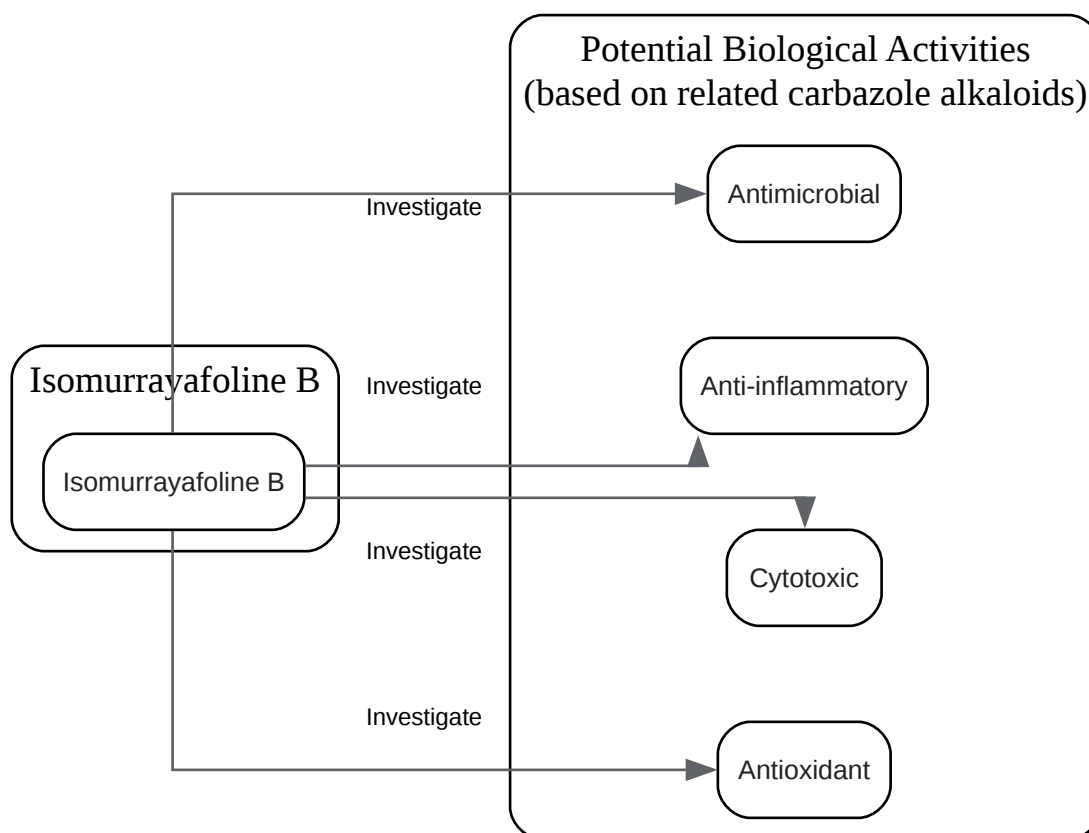 Potential Biological Activities
(based on related carbazole alkaloids)
Antimicrobial
Investigate
Isomurrayafoline B
Investigate
Anti-inflammatory
Isomurrayafoline B
Investigate
Cytotoxic
Investigate
Antioxidant